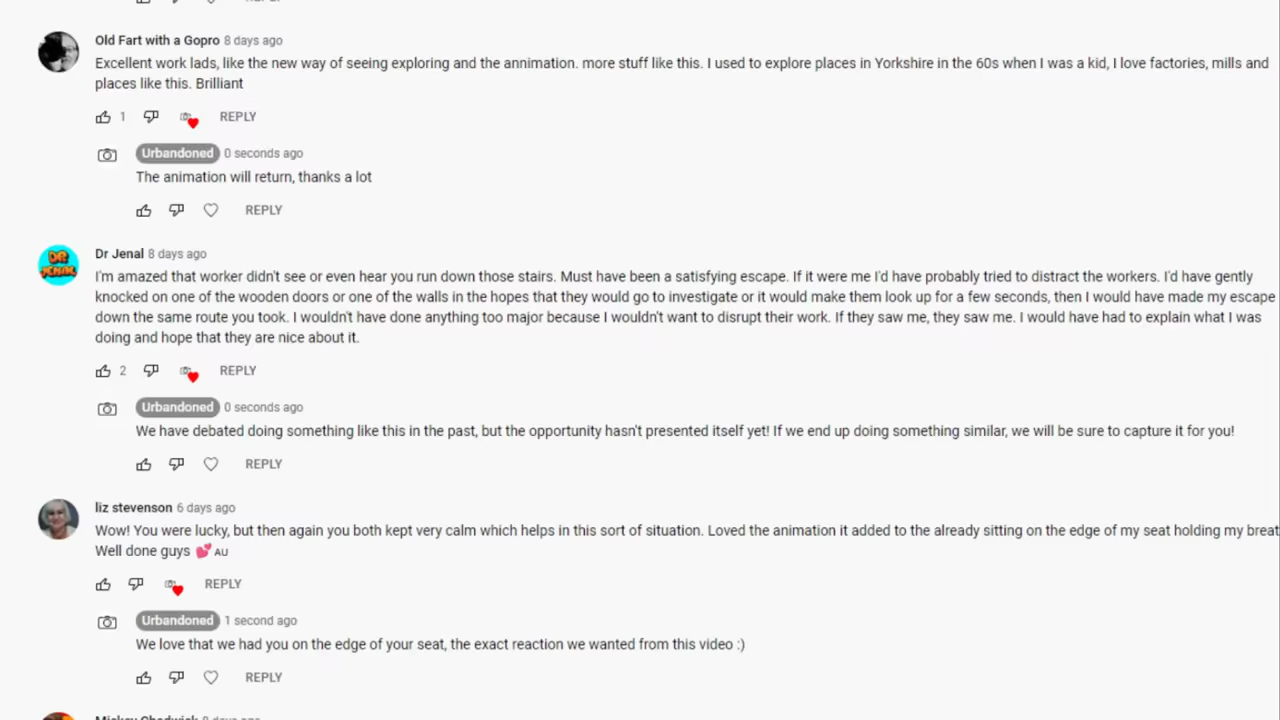 REPLY
Old Fart with a Gopro 8 days ago
Excellent work lads, like the new way of seeing exploring and the annimation. more stuff like this. I used to explore places in Yorkshire in the 60s when I was a kid, I love factories, mills and
places like this. Brilliant
1 REPLY
Urbandoned 0 seconds ago
The animation will return, thanks a lot
REPLY
DR JENAL
Dr Jenal 8 days ago
I'm amazed that worker didn't see or even hear you run down those stairs. Must have been a satisfying escape. If it were me I'd have probably tried to distract the workers. I'd have gently
knocked on one of the wooden doors or one of the walls in the hopes that they would go to investigate or it would make them look up for a few seconds, then I would have made my escape
down the same route you took. I wouldn't have done anything too major because I wouldn't want to disrupt their work. If they saw me, they saw me. I would have had to explain what I was
doing and hope that they are nice about it.
2 REPLY
Urbandoned 0 seconds ago
We have debated doing something like this in the past, but the opportunity hasn't presented itself yet! If we end up doing something similar, we will be sure to capture it for you!
REPLY
liz stevenson 6 days ago
Wow! You were lucky, but then again you both kept very calm which helps in this sort of situation. Loved the animation it added to the already sitting on the edge of my seat holding my breat
Well done guys 💕 AU
REPLY
Urbandoned 1 second ago
We love that we had you on the edge of your seat, the exact reaction we wanted from this video :)
REPLY
Mickey Chadwick 8 days ago